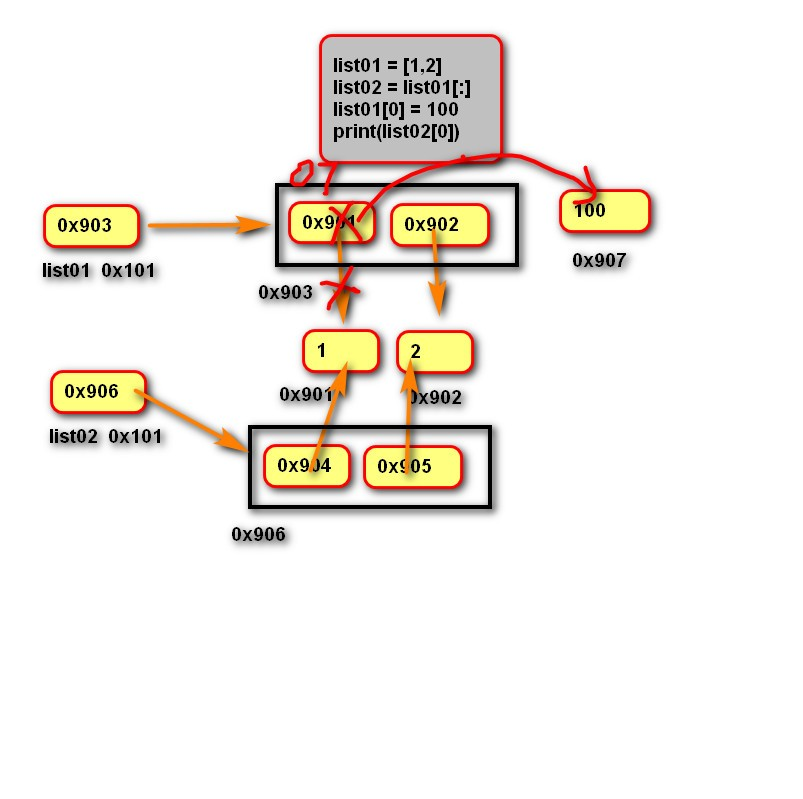 list01 = [1,2]
list02 = list01[:]
list01[0] = 100
print(list02[0])
0x903
0x901
0x902
100
list01 0x101
0x907
0x903
1
2
0x901
0x902
0x906
list02 0x101
0x904
0x905
0x906